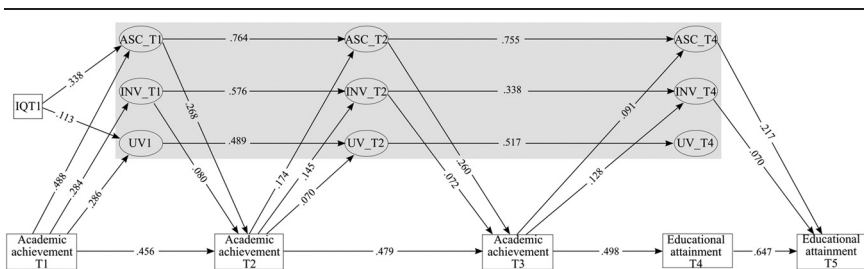 ASC_T1
.764
ASC_T2
.755
ASC_T4
.338
IQT1
.113
INV_T1
.576
INV_T2
.338
INV_T4
.268
.091
.217
UV1
.489
UV_T2
.517
UV_T4
.488
.284
.286
.080
.174
.145
.070
.072
.260
.128
.070
Academic
achievement
T1
.456
Academic
achievement
T2
.479
Academic
achievement
T3
.498
Educational
attainment
T4
.647
Educational
attainment
T5